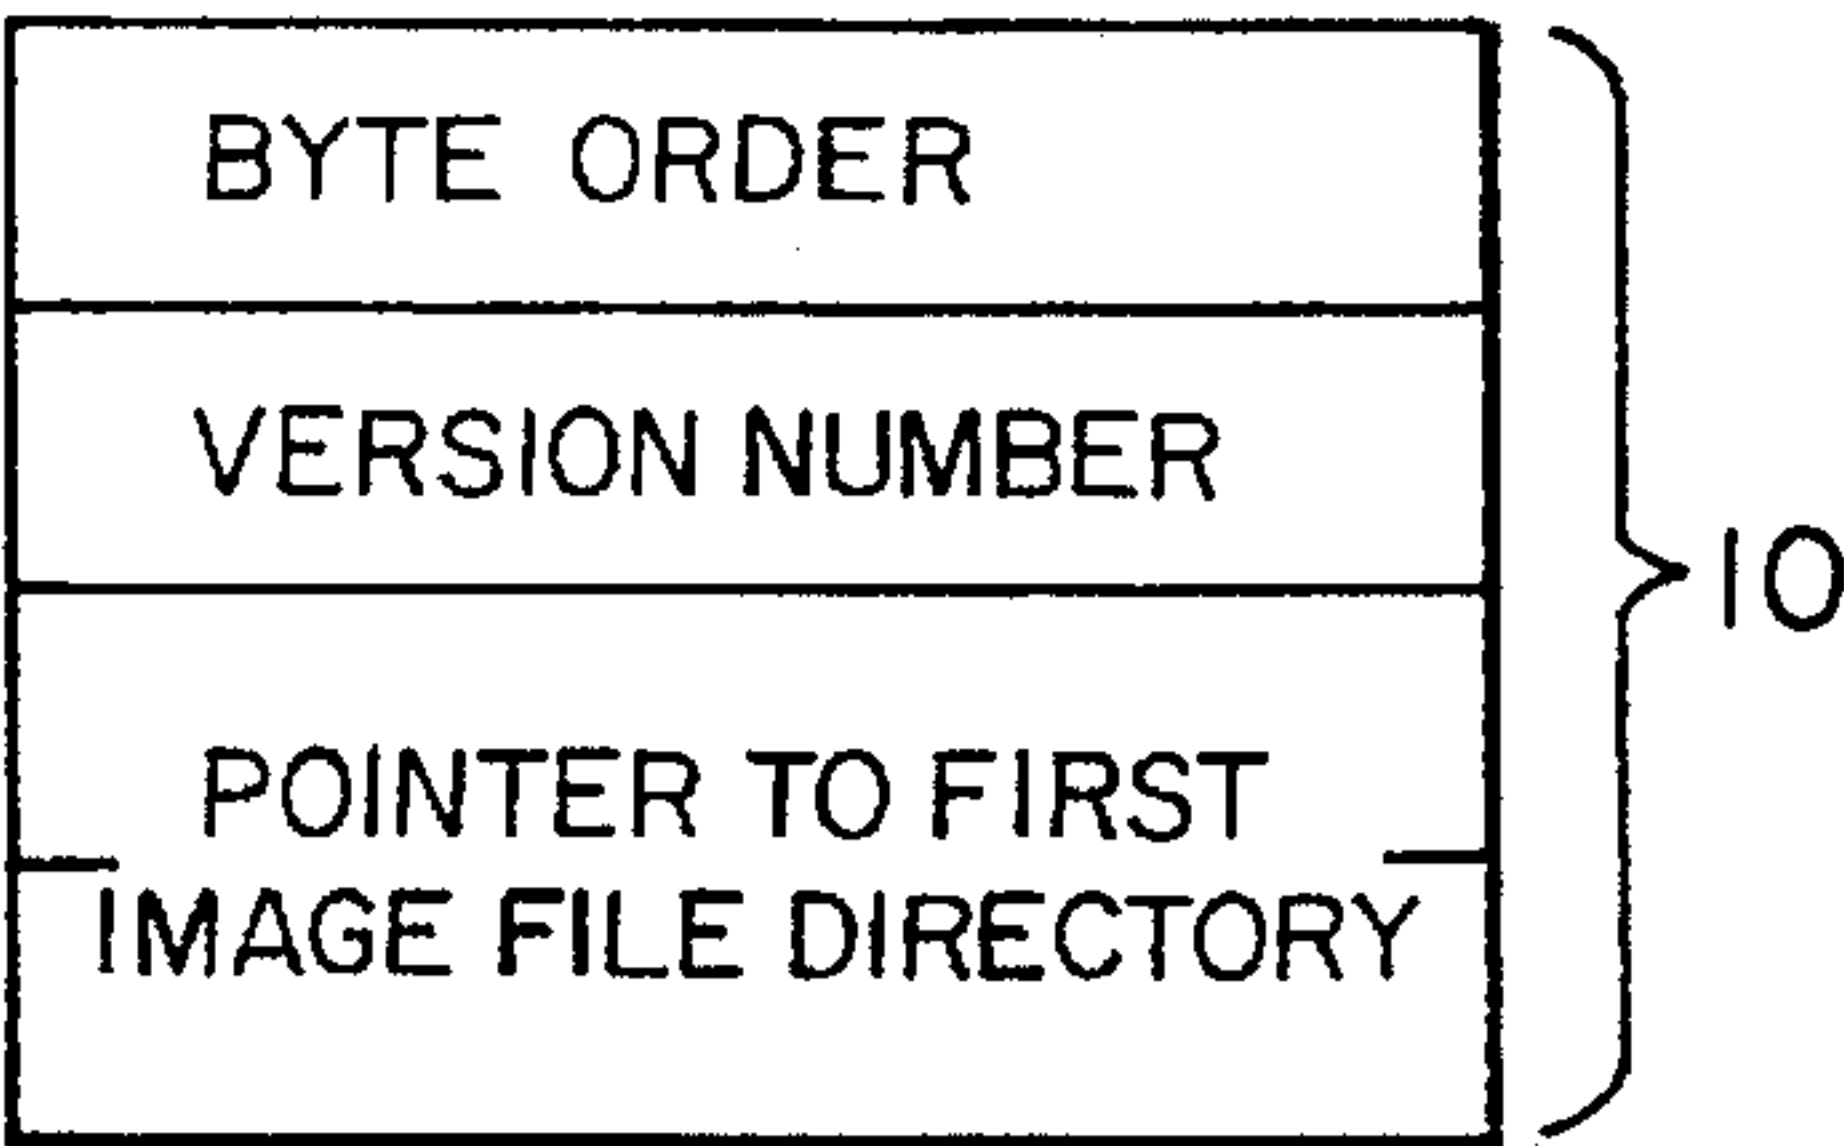 BYTE ORDER
VERSION NUMBER
10
POINTER TO FIRST
IMAGE FILE DIRECTORY